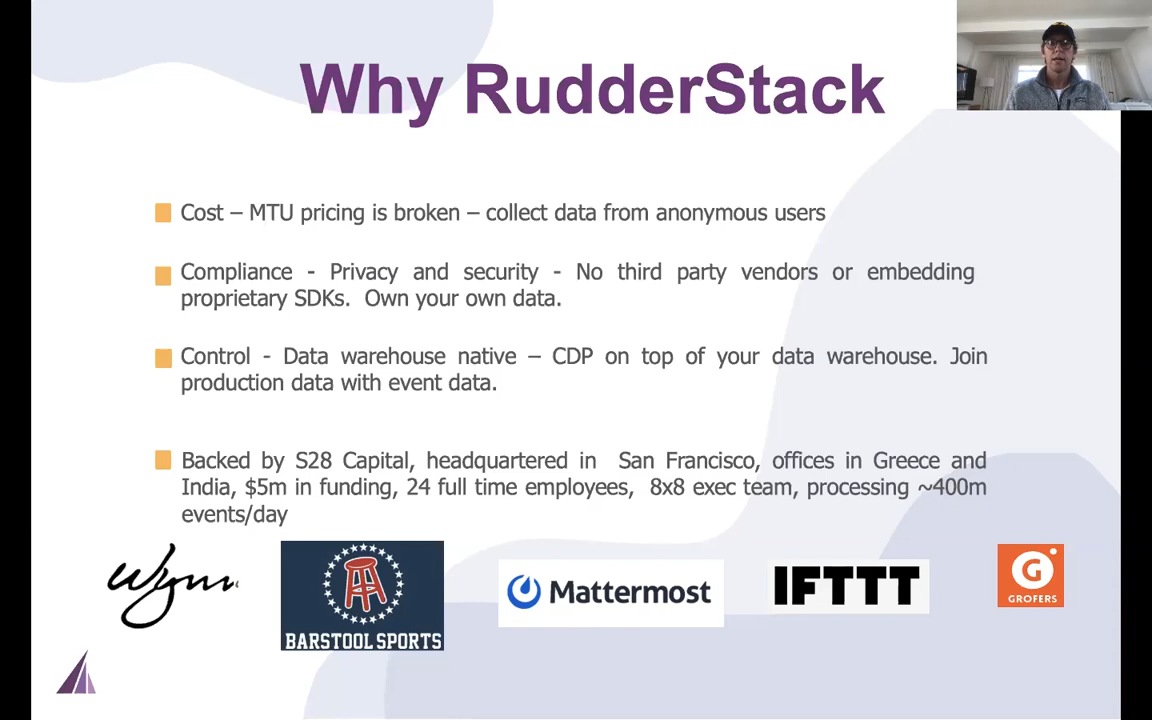 Why RudderStack
Cost – MTU pricing is broken – collect data from anonymous users
Compliance - Privacy and security - No third party vendors or embedding
proprietary SDKs. Own your own data.
Control - Data warehouse native – CDP on top of your data warehouse. Join
production data with event data.
Backed by S28 Capital, headquartered in San Francisco, offices in Greece and
India, $5m in funding, 24 full time employees, 8x8 exec team, processing ~400m
events/day
BARSTOOL SPORTS
Mattermost
IFTTT
G
GROFERS